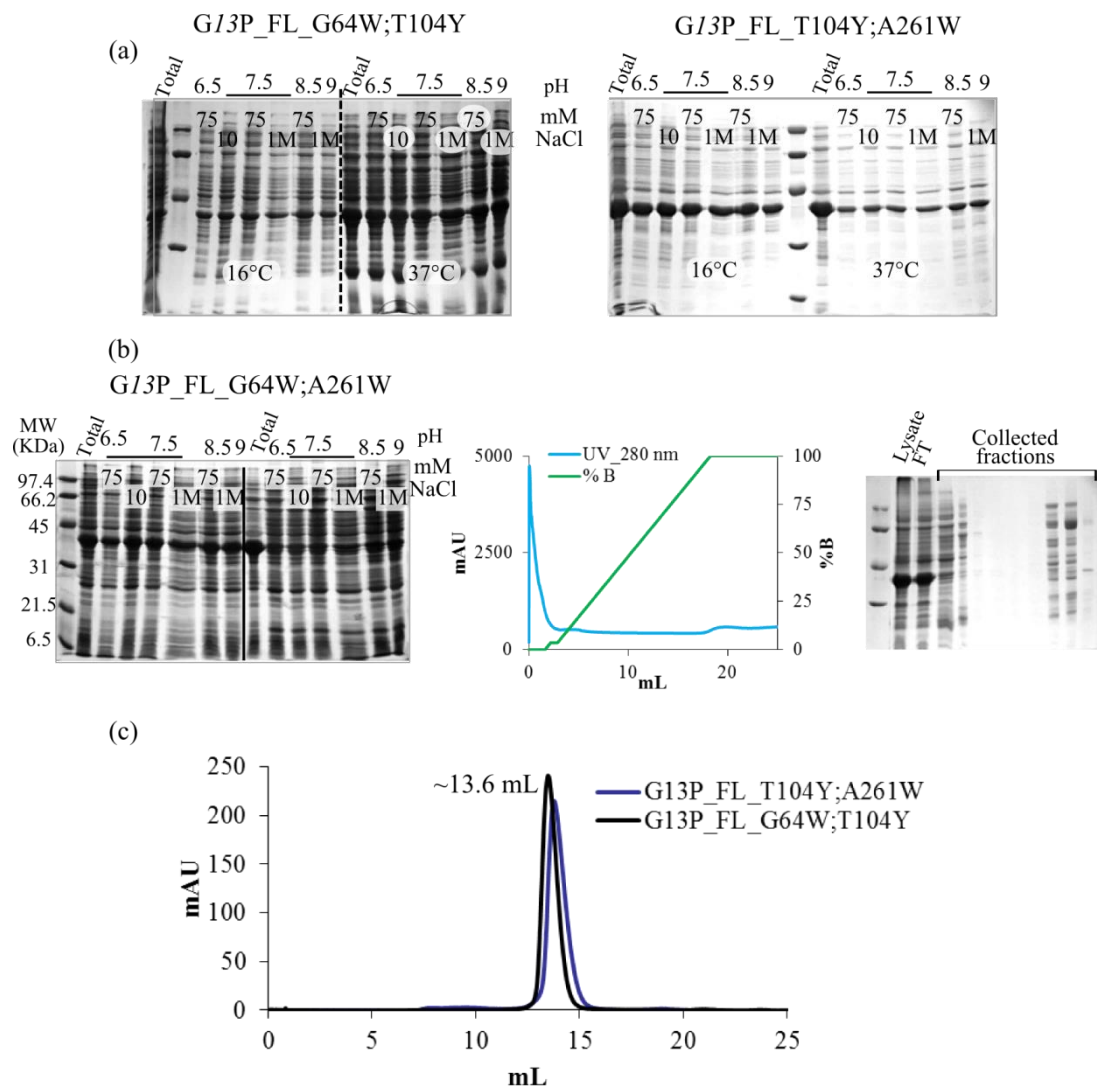 G13P_FL_G64W;T104Y
G13P_FL_T104Y;A261W
(a)
Total 6.5 7.5 8.5 9 Total 6.5 7.5 8.5 9 pH Total 6.5 7.5 8.5 9 Total 6.5 7.5 8.5 9
75 75 75 75 75 75 mM 75 75 75 75 75 75
10 1M 1M 10 1M 1M NaCl 10 1M 1M 10 1M 1M
16°C 37°C 16°C 37°C
(b)
G13P_FL_G64W;A261W
MW
(KDa)
Total 6.5 7.5 8.5 9 Total 6.5 7.5 8.5 9 pH
75 75 75 75 75 75 mM
10 1M 1M 10 1M 1M NaCl
97.4
66.2
45
31
21.5
6.5
UV_280 nm
% B
5000
2500
0
mAU
100
75
50
25
0
%B
0 10 20
mL
Lysate
FT
Collected
fractions
(c)
~13.6 mL
G13P_FL_T104Y;A261W
G13P_FL_G64W;T104Y
250
200
150
100
50
0
mAU
0 5 10 15 20 25
mL